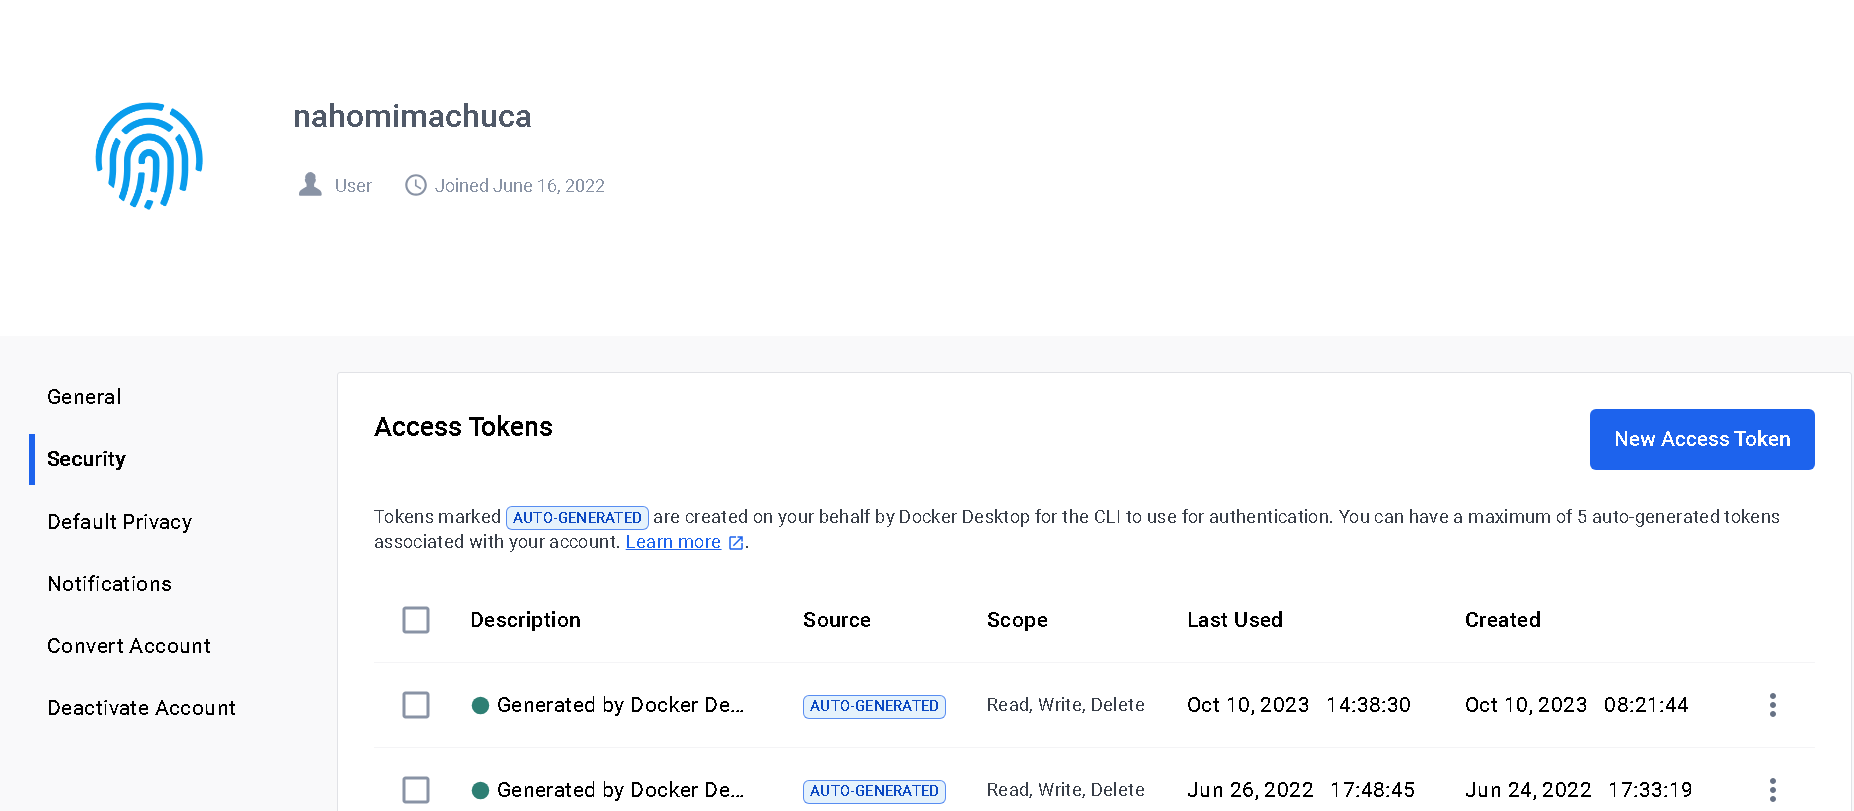 nahomimachuca
User Joined June 16, 2022
General
Security
Default Privacy
Notifications
Convert Account
Deactivate Account
Access Tokens
New Access Token
Tokens marked AUTO-GENERATED are created on your behalf by Docker Desktop for the CLI to use for authentication. You can have a maximum of 5 auto-generated tokens
associated with your account. Learn more.
Description Source Scope Last Used Created
Generated by Docker De... AUTO-GENERATED Read, Write, Delete Oct 10, 2023 14:38:30 Oct 10, 2023 08:21:44
Generated by Docker De... AUTO-GENERATED Read, Write, Delete Jun 26, 2022 17:48:45 Jun 24, 2022 17:33:19